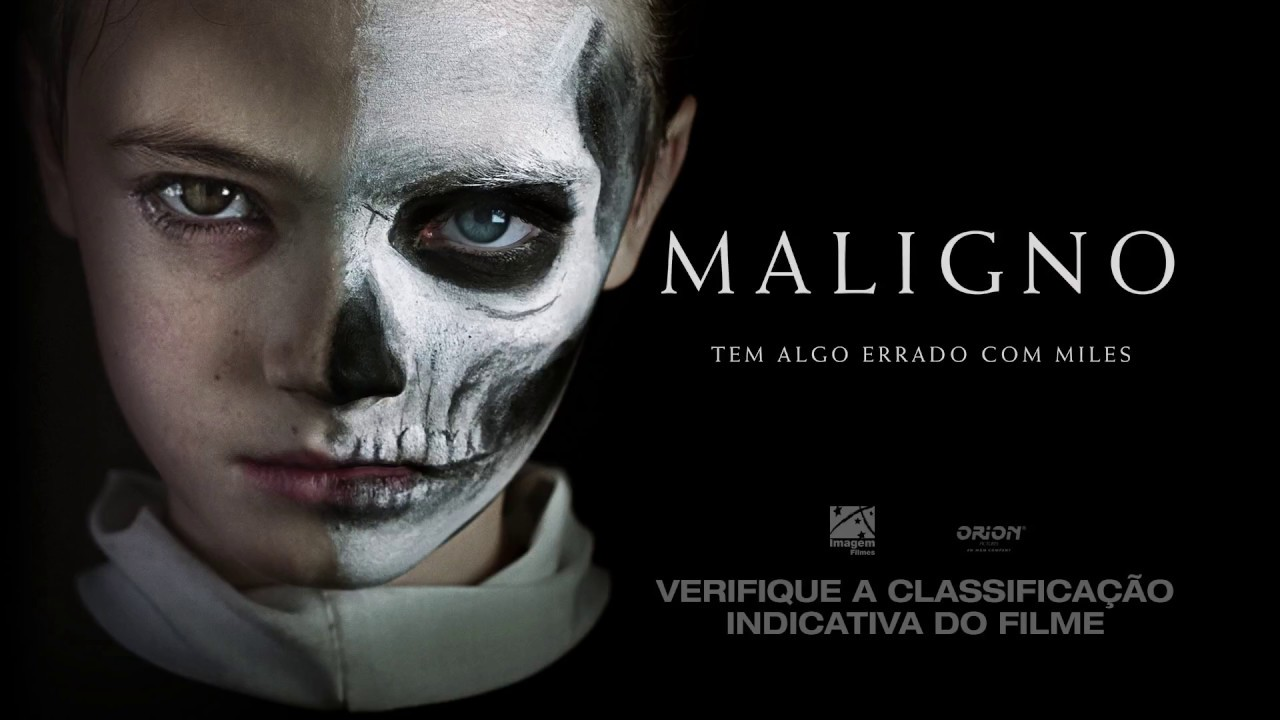 MALIGNO
TEM ALGO ERRADO COM MILES
imagem
Filmes
ORION
VERIFIQUE A CLASSIFICAÇÃO
INDICATIVA DO FILME